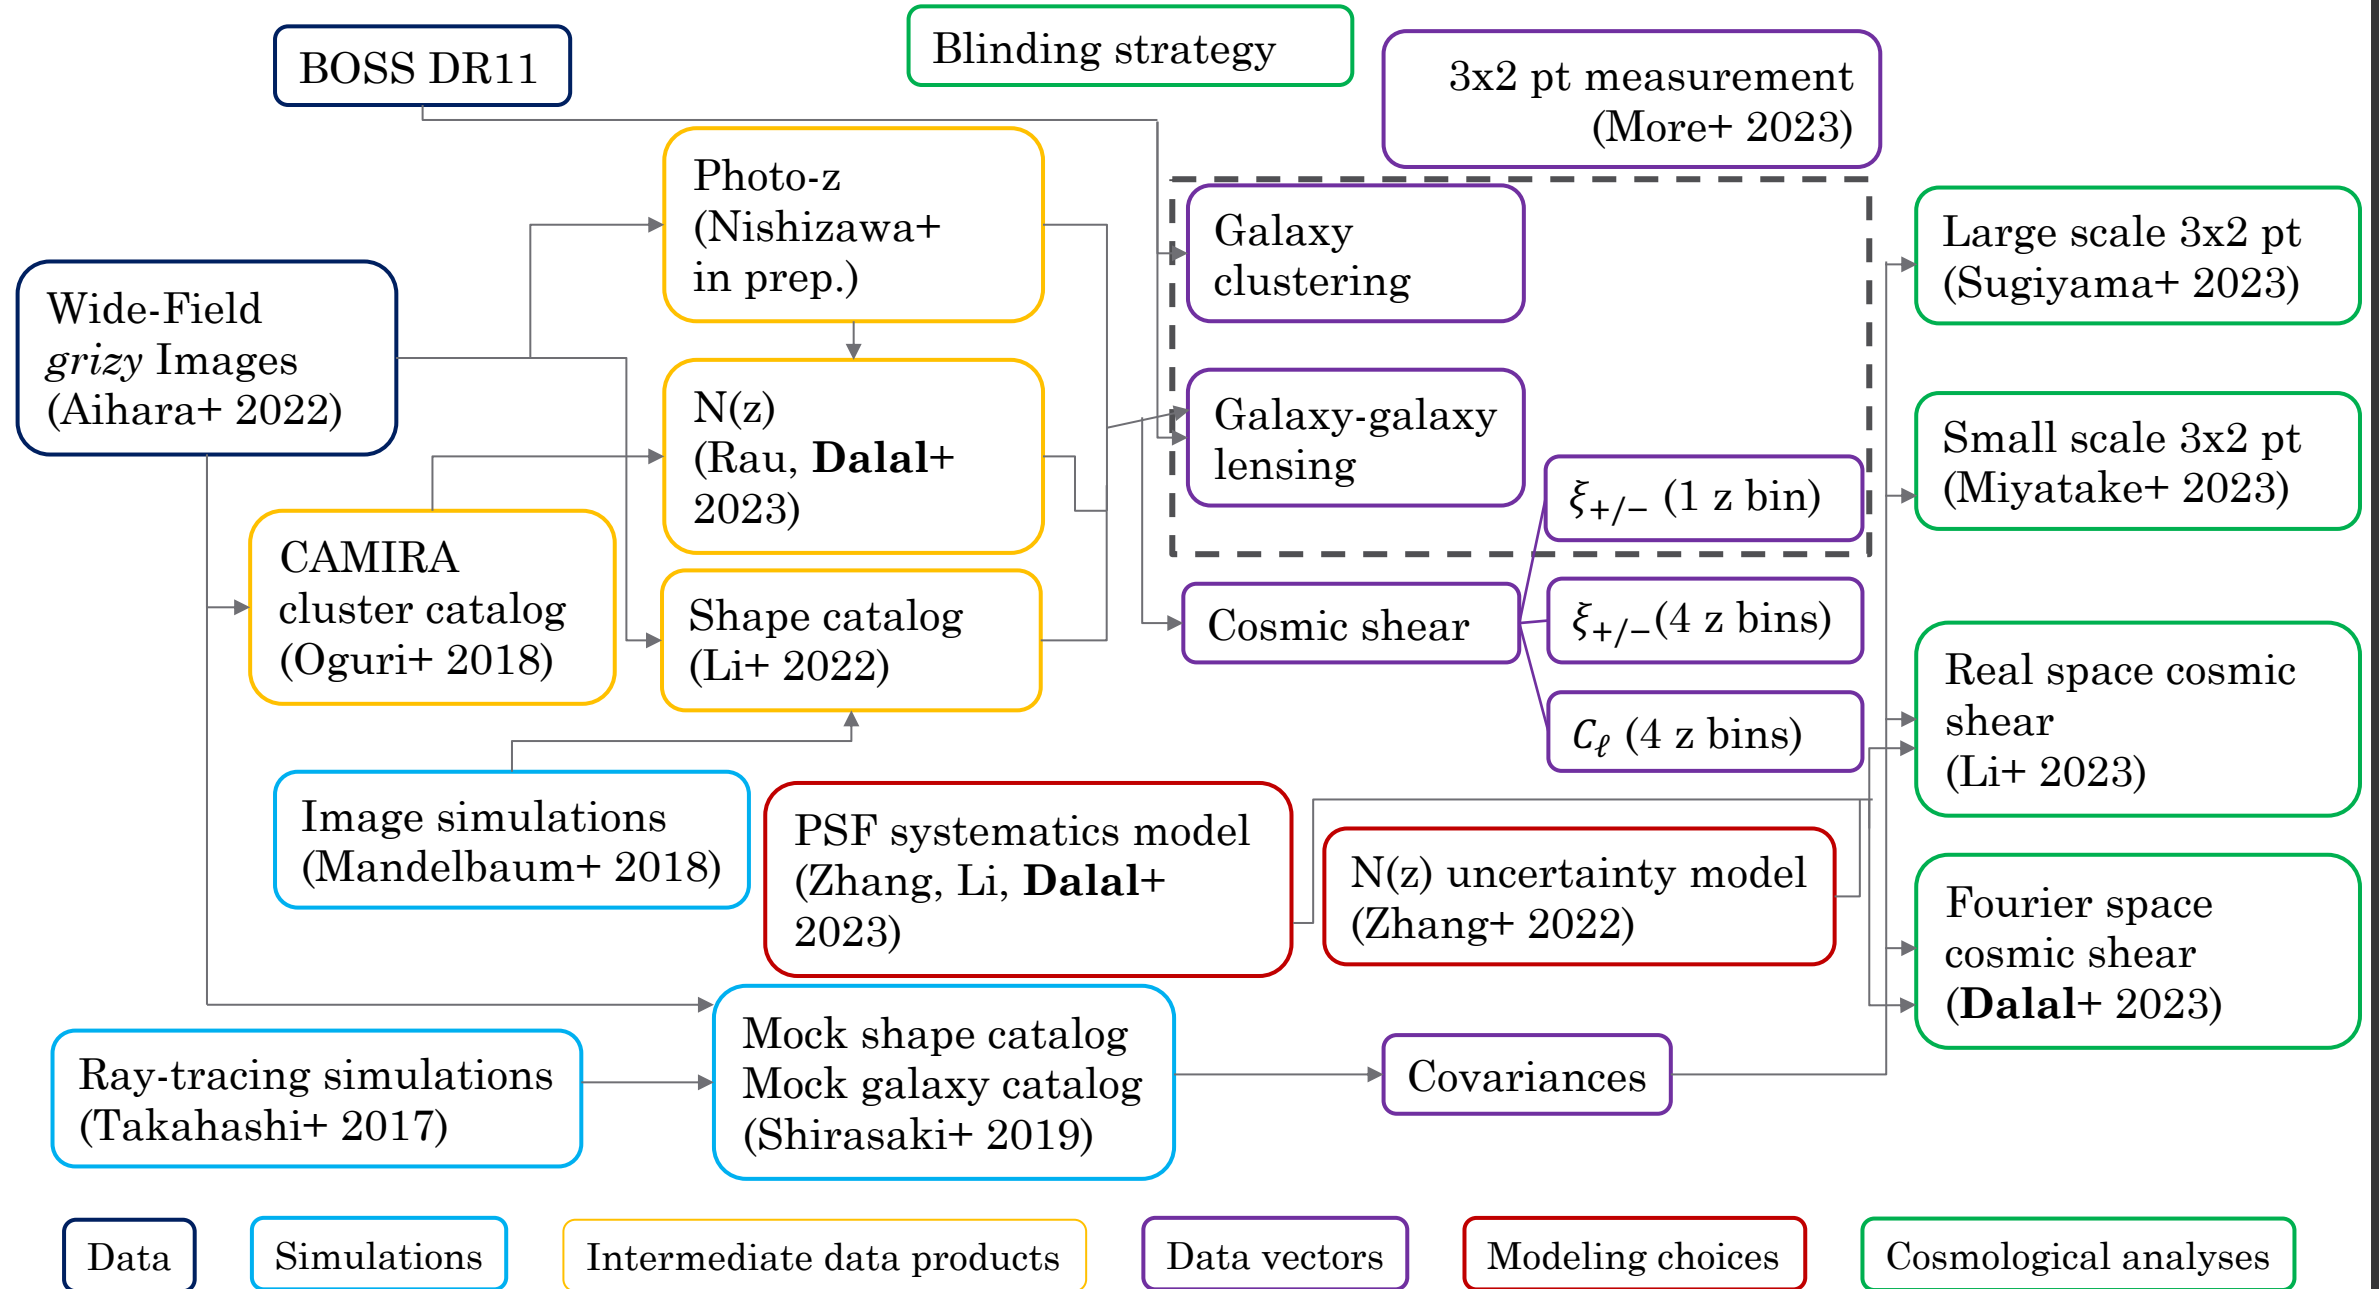 BOSS DR11
Blinding strategy
3x2 pt measurement
(More+ 2023)
Photo-z
(Nishizawa+
in prep.)
Galaxy
clustering
Large scale 3x2 pt
(Sugiyama+ 2023)
Wide-Field
grizy Images
(Aihara+ 2022)
N(z)
(Rau, Dalal+
2023)
Galaxy-galaxy
lensing
Small scale 3x2 pt
(Miyatake+ 2023)
ξ+/− (1 z bin)
CAMIRA
cluster catalog
(Oguri+ 2018)
Shape catalog
(Li+ 2022)
Cosmic shear
ξ+/−(4 z bins)
Cℓ (4 z bins)
Real space cosmic
shear
(Li+ 2023)
Image simulations
(Mandelbaum+ 2018)
PSF systematics model
(Zhang, Li, Dalal+
2023)
N(z) uncertainty model
(Zhang+ 2022)
Fourier space
cosmic shear
(Dalal+ 2023)
Ray-tracing simulations
(Takahashi+ 2017)
Mock shape catalog
Mock galaxy catalog
(Shirasaki+ 2019)
Covariances
Data
Simulations
Intermediate data products
Data vectors
Modeling choices
Cosmological analyses